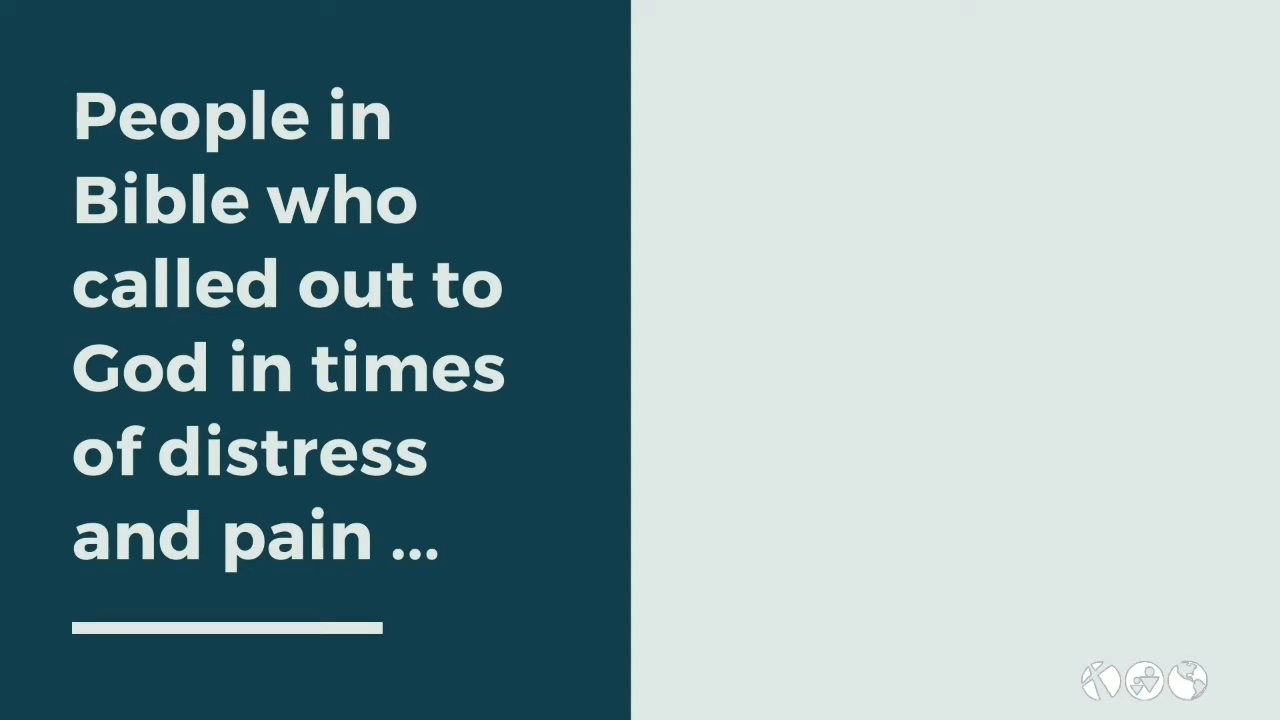 People in
Bible who
called out to
God in times
of distress
and pain ...